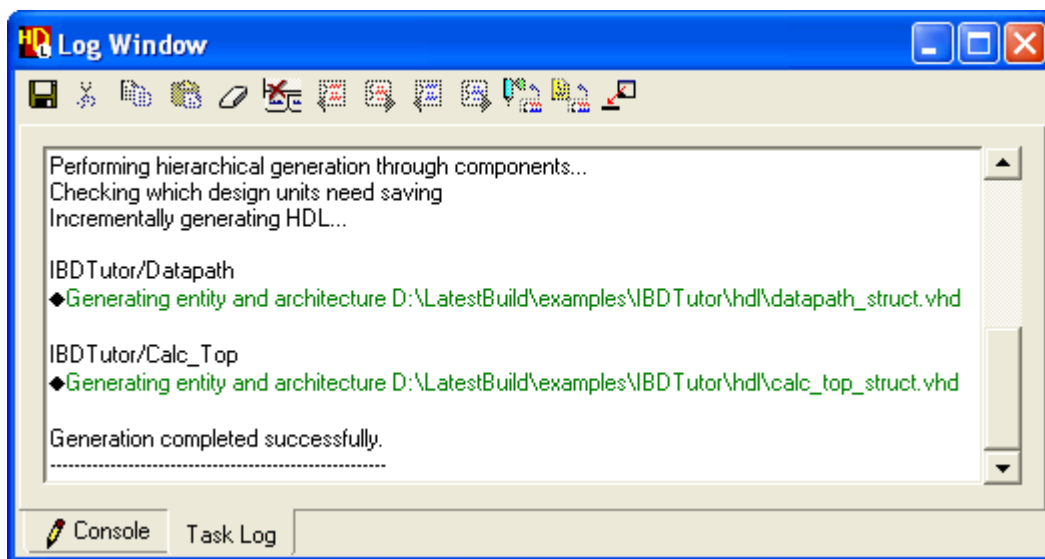 HD
L
Log Window
Performing hierarchical generation through components...
Checking which design units need saving
Incrementally generating HDL...
IBDTutor/Datapath
◆Generating entity and architecture D:\LatestBuild\examples\IBDTutor\hdl\datapath_struct.vhd
IBDTutor/Calc_Top
◆Generating entity and architecture D:\LatestBuild\examples\IBDTutor\hdl\calc_top_struct.vhd
Generation completed successfully.
--------------------------------------------------------
Console
Task Log